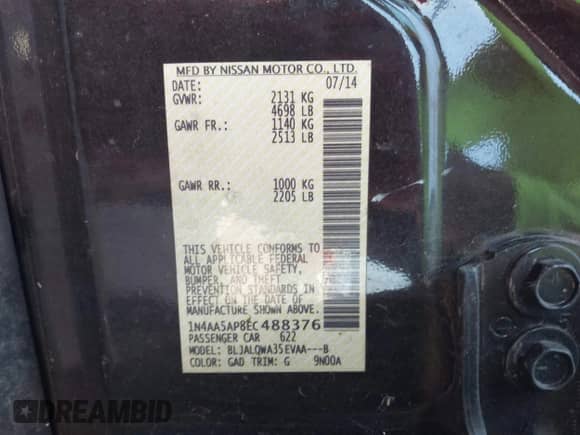 MFD BY NISSAN MOTOR CO., LTD.
DATE: 07/14
GVWR: 2131 KG
4698 LB
GAWR FR.: 1140 KG
2513 LB
GAWR RR.: 1000 KG
2205 LB
THIS VEHICLE CONFORMS TO
ALL APPLICABLE FEDERAL
MOTOR VEHICLE SAFETY,
BUMPER, AND THEFT
PREVENTION STANDARDS IN
EFFECT ON THE DATE OF
MANUFACTURE SHOWN ABOVE.
1N4AA5AP8EC488376
PASSENGER CAR 622
MODEL: BLJALQWA35EVAA---B
COLOR: GAD TRIM: G 9N00A
DREAMBID